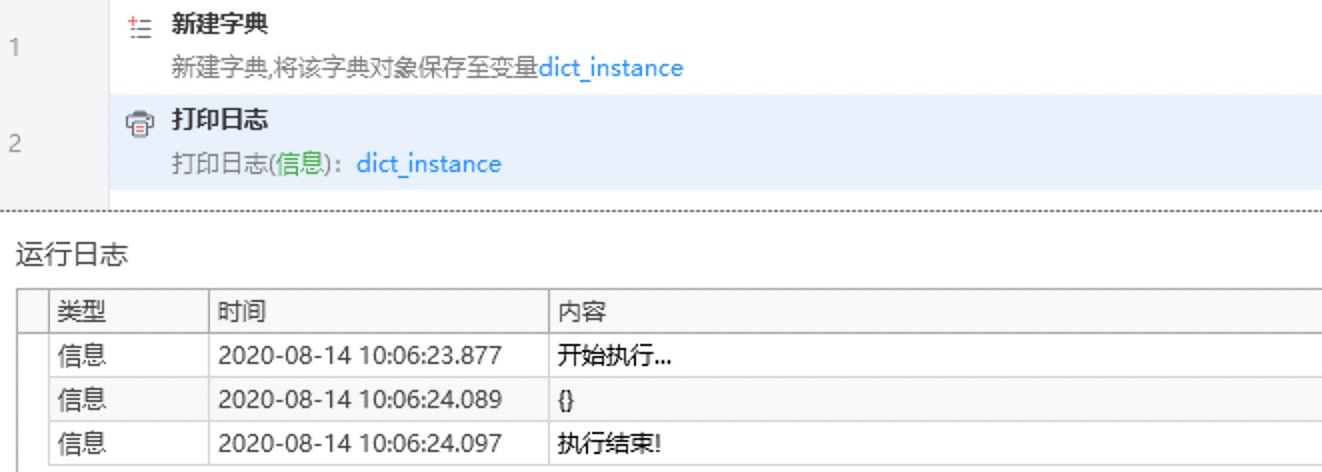 1
新建字典
新建字典,将该字典对象保存至变量dict_instance
2
打印日志
打印日志(信息)：dict_instance
运行日志
类型 时间 内容
信息 2020-08-14 10:06:23.877 开始执行...
信息 2020-08-14 10:06:24.089 {}
信息 2020-08-14 10:06:24.097 执行结束!